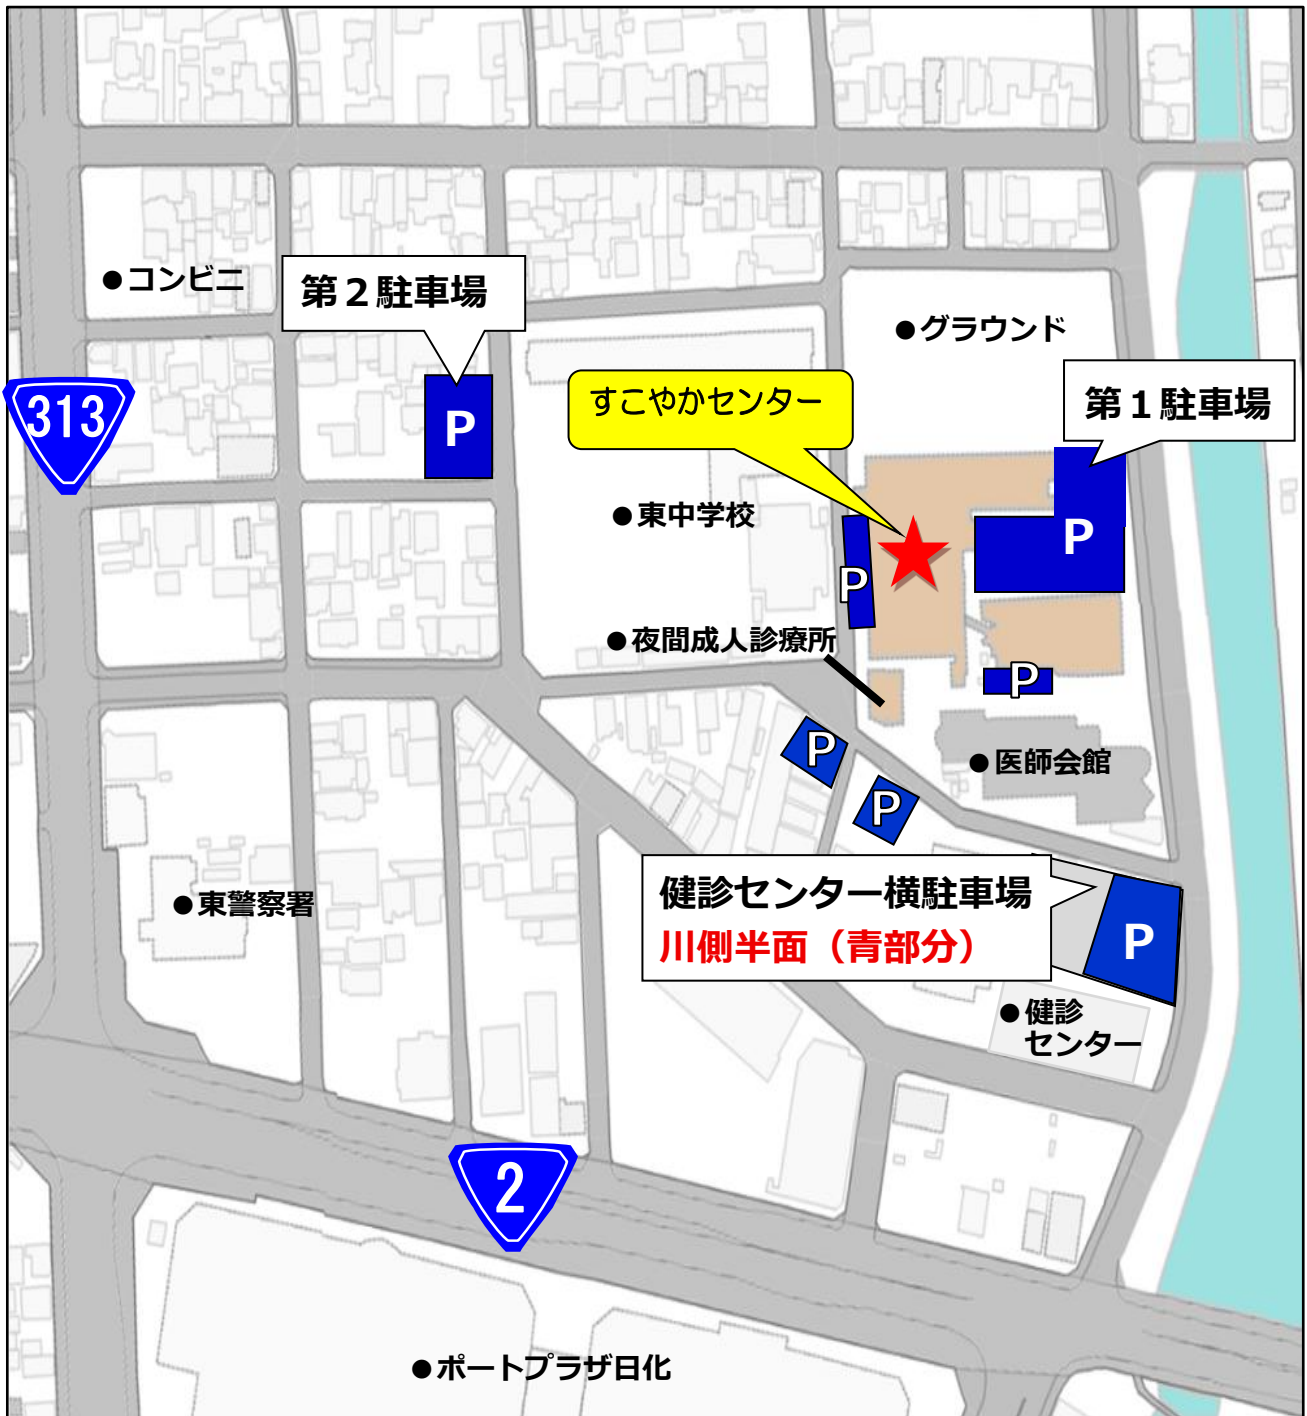 ●コンビニ
第２駐車場
●グラウンド
313
P
すこやかセンター
第１駐車場
●東中学校
P
P
●夜間成人診療所
P
P
●医師会館
P
健診センター横駐車場
川側半面（青部分）
●東警察署
P
●健診
センター
2
●ポートプラザ日化